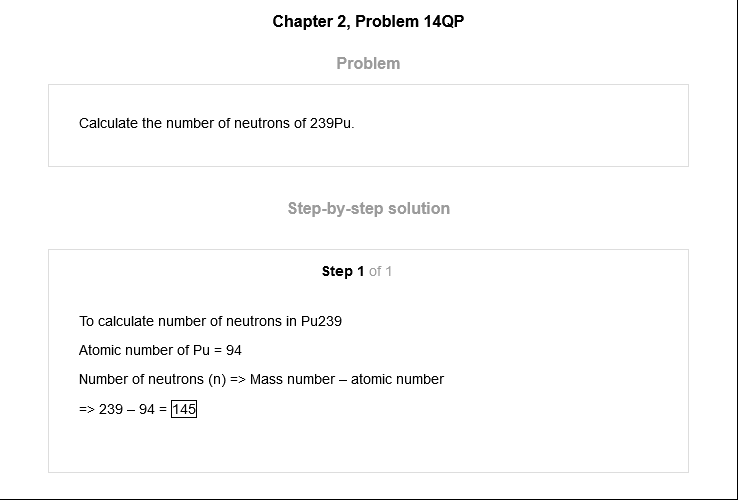 Chapter 2, Problem 14QP
Problem
Calculate the number of neutrons of 239Pu.
Step-by-step solution
Step 1 of 1
To calculate number of neutrons in Pu239
Atomic number of Pu = 94
Number of neutrons (n) => Mass number – atomic number
=> 239 – 94 = 145